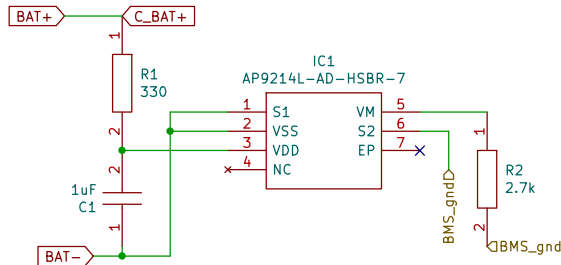 BAT+
C_BAT+
1
R1
330
2
2
1uF
C1
1
BAT-
IC1
AP9214L-AD-HSBR-7
1
S1
2
VSS
3
VDD
4
NC
VM
5
S2
6
EP
7
BMS_gnd
1
R2
2.7k
2
BMS_gnd